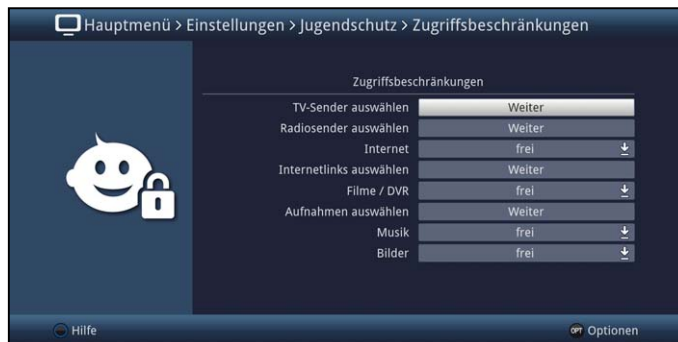 Hauptmenü > Einstellungen > Jugendschutz > Zugriffsbeschränkungen
Zugriffsbeschränkungen
TV-Sender auswählen Weiter
Radiosender auswählen Weiter
Internet frei
Internetlinks auswählen Weiter
Filme / DVR frei
Aufnahmen auswählen Weiter
Musik frei
Bilder frei
Hilfe OPT Optionen